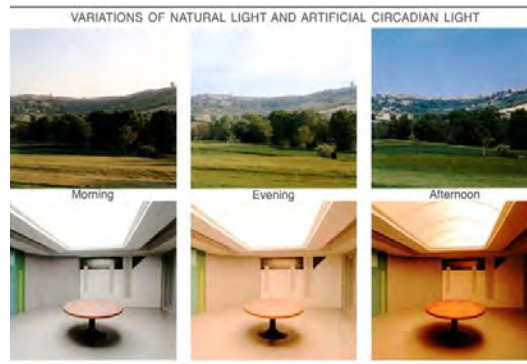 VARIATIONS OF NATURAL LIGHT AND ARTIFICIAL CIRCADIAN LIGHT
Morning
Evening
Afternoon